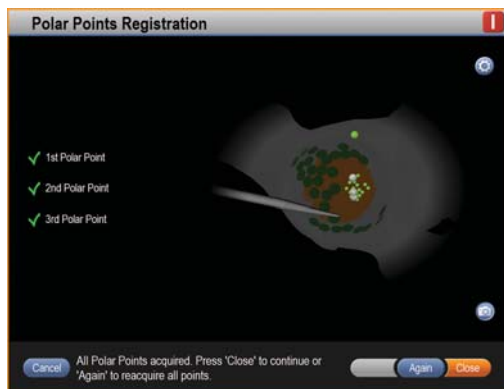 Polar Points Registration
I
1st Polar Point
2nd Polar Point
3rd Polar Point
Cancel
All Polar Points acquired. Press 'Close' to continue or
'Again' to reacquire all points.
Again
Close